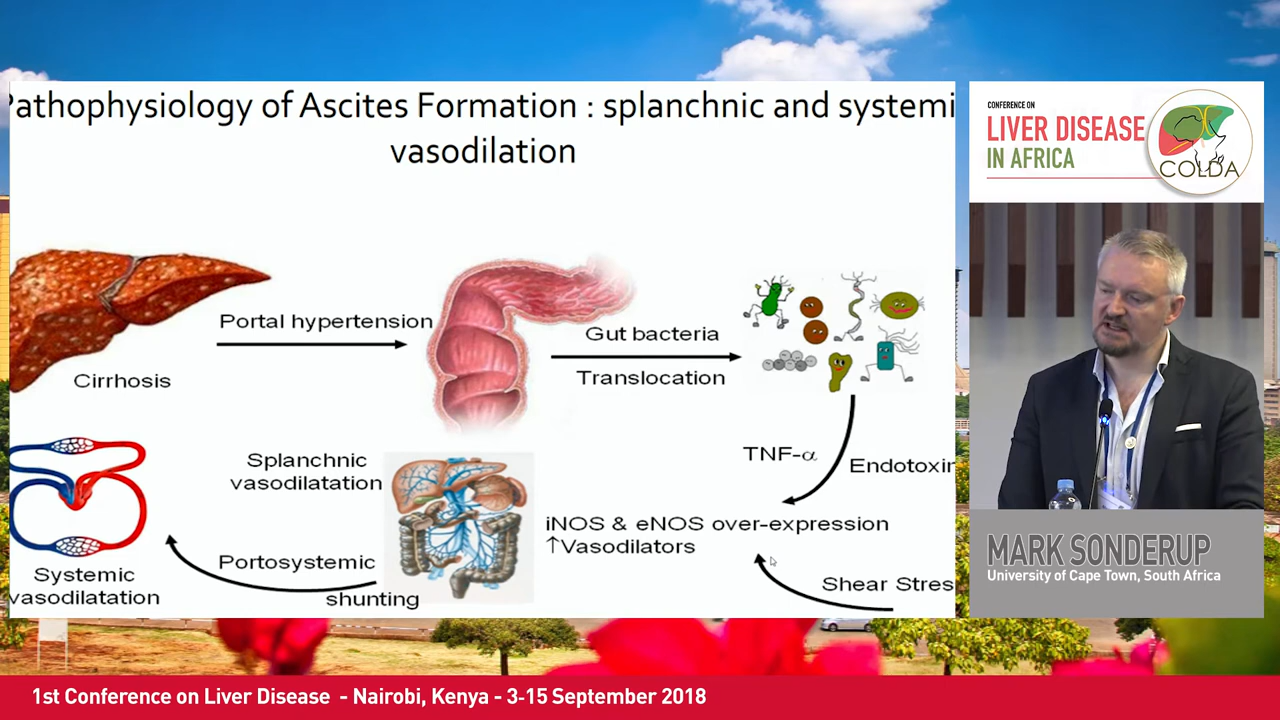 Pathophysiology of Ascites Formation : splanchnic and systemi
vasodilation
Cirrhosis
Portal hypertension
Gut bacteria
Translocation
TNF-α
Endotoxin
iNOS & eNOS over-expression
↑Vasodilators
Shear Stres
Splanchnic
vasodilatation
Portosystemic
shunting
Systemic
vasodilatation
CONFERENCE ON
LIVER DISEASE
IN AFRICA
COLDA
MARK SONDERUP
University of Cape Town, South Africa
1st Conference on Liver Disease - Nairobi, Kenya - 3-15 September 2018